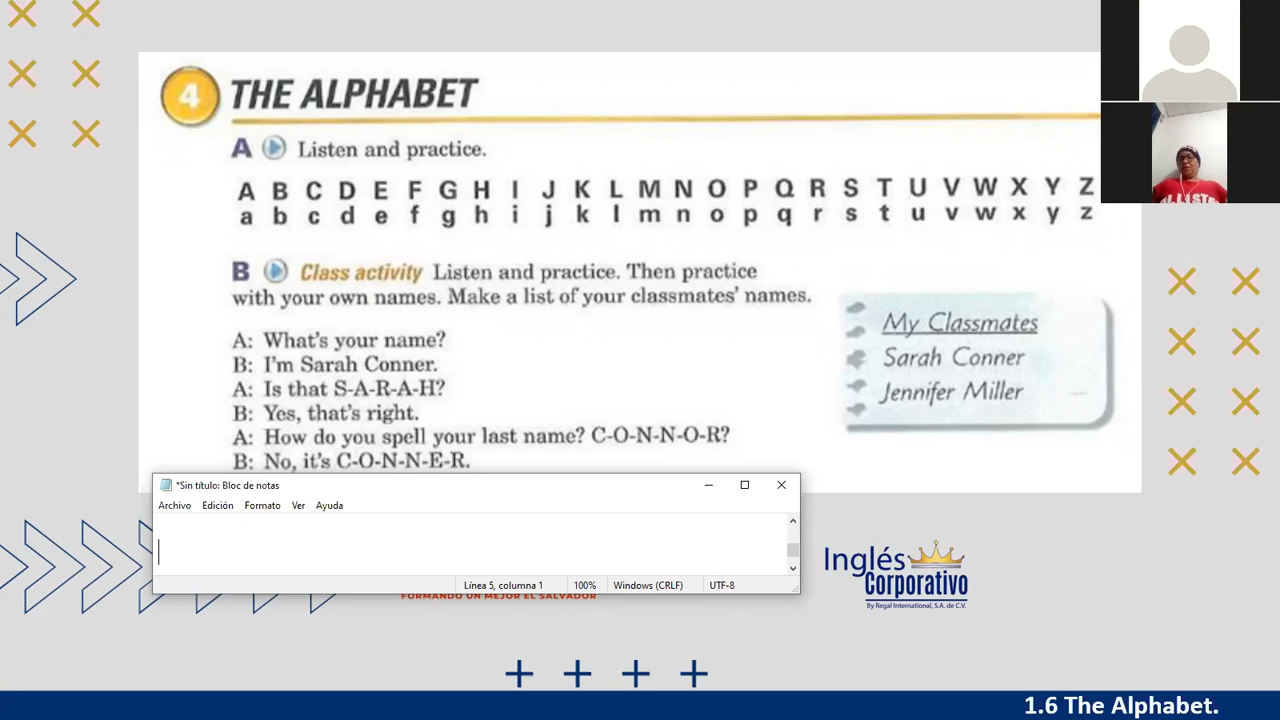 4 THE ALPHABET
A Listen and practice.
A B C D E F G H I J K L M N O P Q R S T U V W X Y Z
a b c d e f g h i j k l m n o p q r s t u v w x y z
B Class activity Listen and practice. Then practice
with your own names. Make a list of your classmates' names.
A: What's your name?
B: I'm Sarah Conner.
A: Is that S-A-R-A-H?
B: Yes, that's right.
A: How do you spell your last name? C-O-N-N-O-R?
B: No, it's C-O-N-N-E-R.
My Classmates
Sarah Conner
Jennifer Miller
*Sin título: Bloc de notas
Archivo Edición Formato Ver Ayuda
Línea 5, columna 1 100% Windows (CRLF) UTF-8
FORMANDO UN MEJOR EL SALVADOR
Inglés
Corporativo
By Regal International, S.A. de C.V.
1.6 The Alphabet.